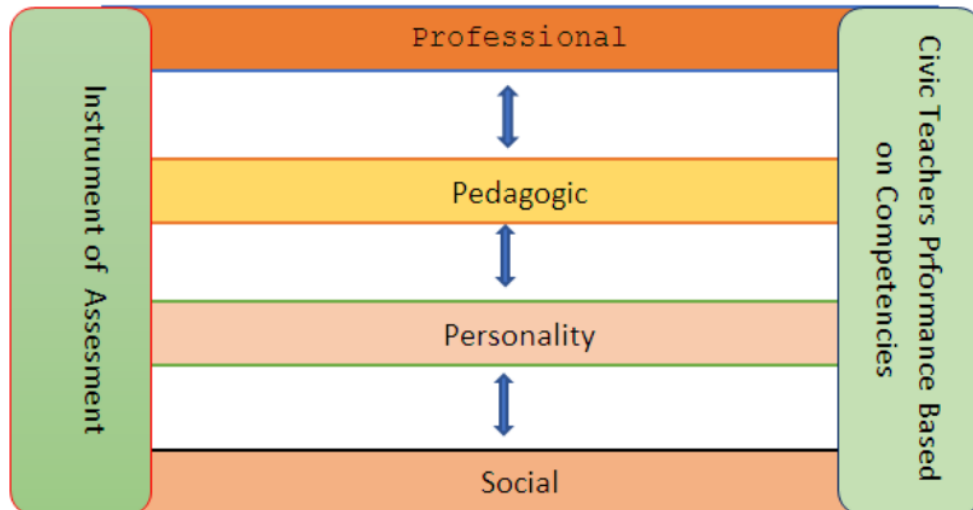 Instrument of Assesment
Professional
Pedagogic
Personality
Social
Civic Teachers Prformance Based
on Competencies